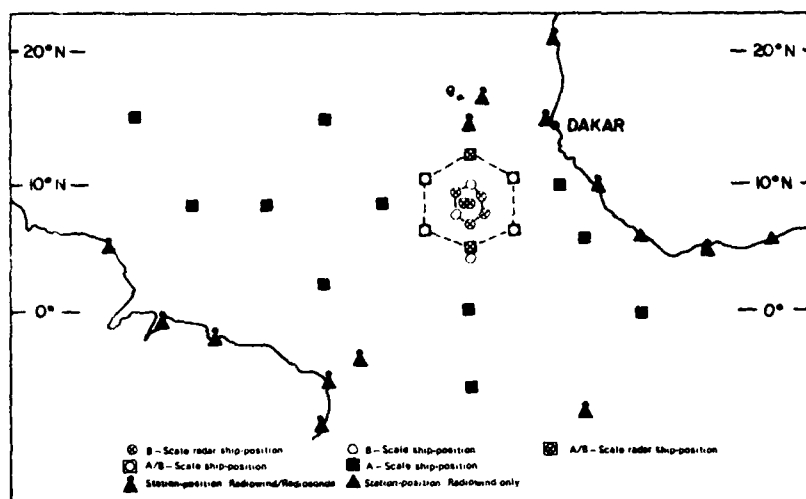 20°N 20°N
DAKAR
10°N 10°N
0° 0°
B-Scale radar ship-position B-Scale ship-position A/B-Scale radar ship-position
A/B-Scale ship-position A-Scale ship-position
Station-position Radiowind/Radiosonde Station-position Radiowind only